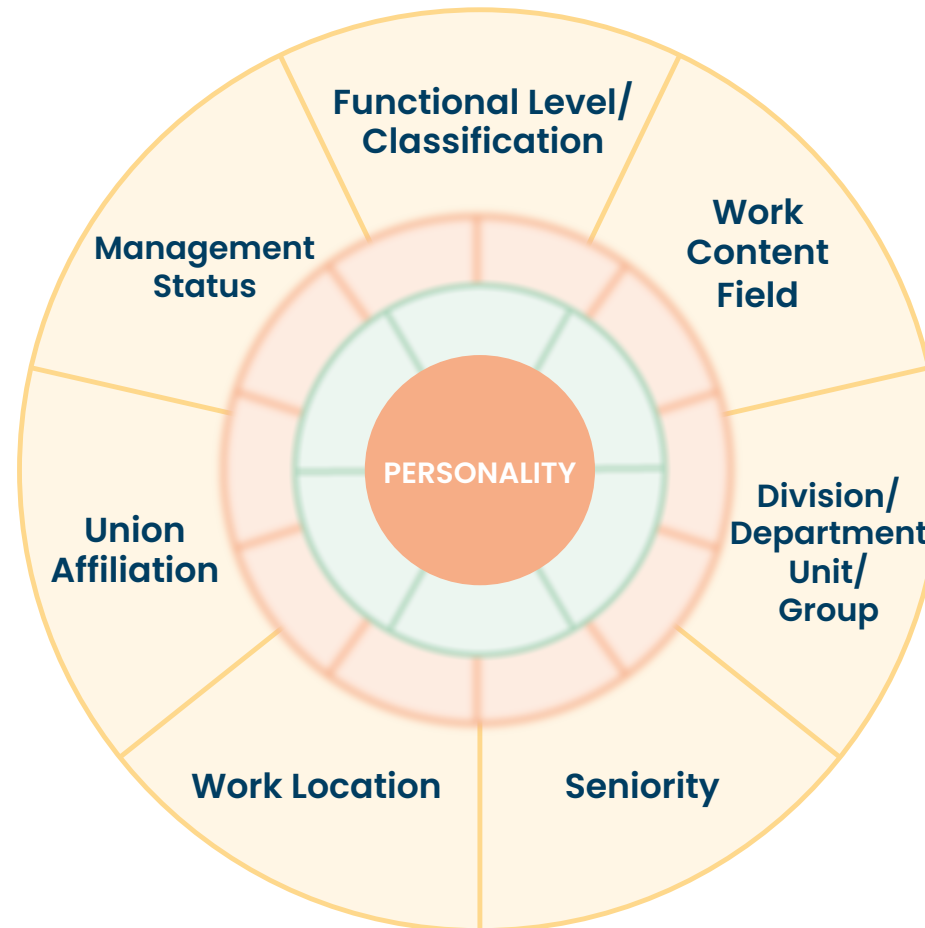 Functional Level/
Classification
Work
Content
Field
Management
Status
PERSONALITY
Division/
Department
Unit/
Group
Union
Affiliation
Work Location
Seniority